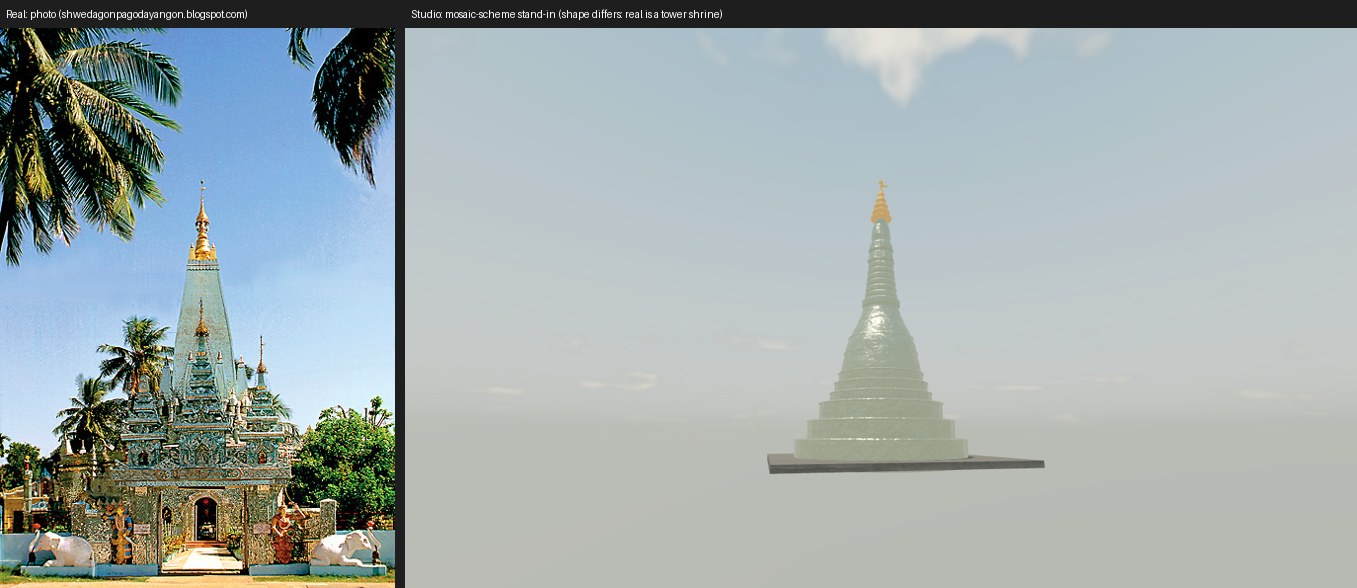 Real: photo (shwedagonpagodayangon.blogspot.com)
Studio: mosaic-scheme stand-in (shape differs: real is a tower shrine)